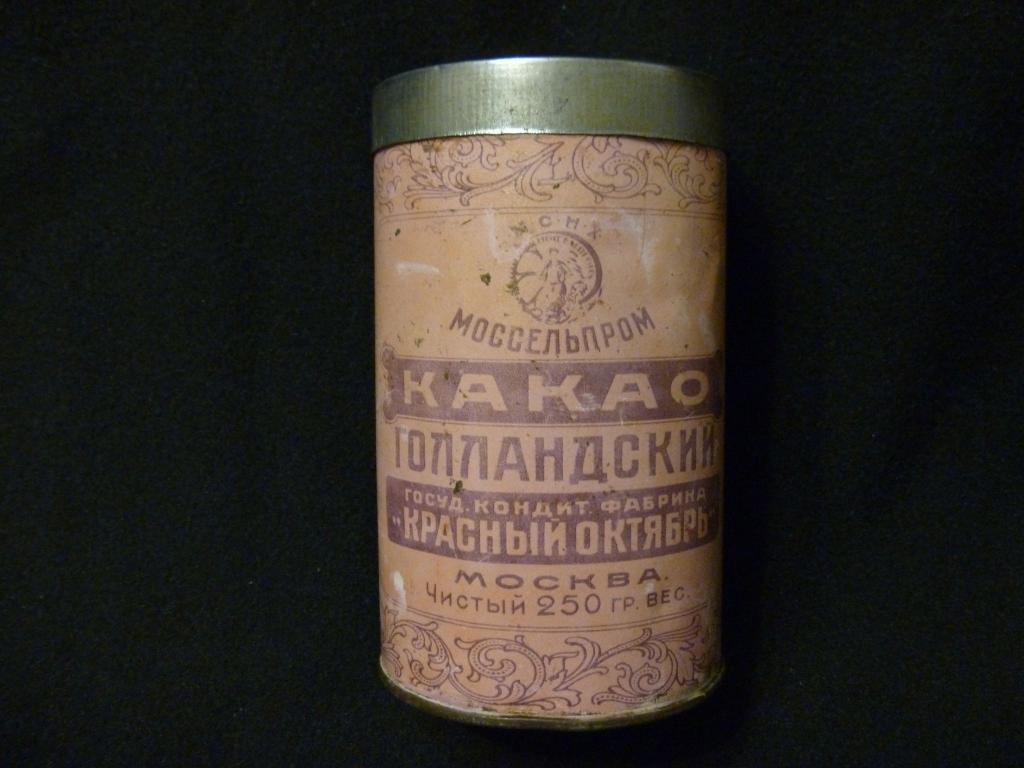 М.С.Н.Х.
МОССЕЛЬПРОМ
КАКАО
ГОЛЛАНДСКИЙ
ГОСУД. КОНДИТ. ФАБРИКА
"КРАСНЫЙ ОКТЯБРЬ"
МОСКВА.
Чистый 250 ГР. ВЕС.